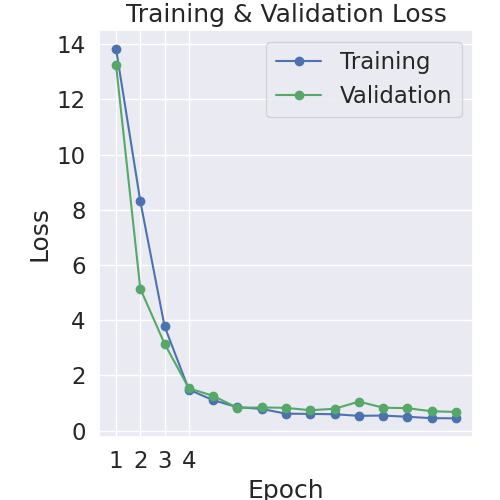 Training & Validation Loss
Training
Validation
Loss
14
12
10
8
6
4
2
0
1 2 3 4
Epoch